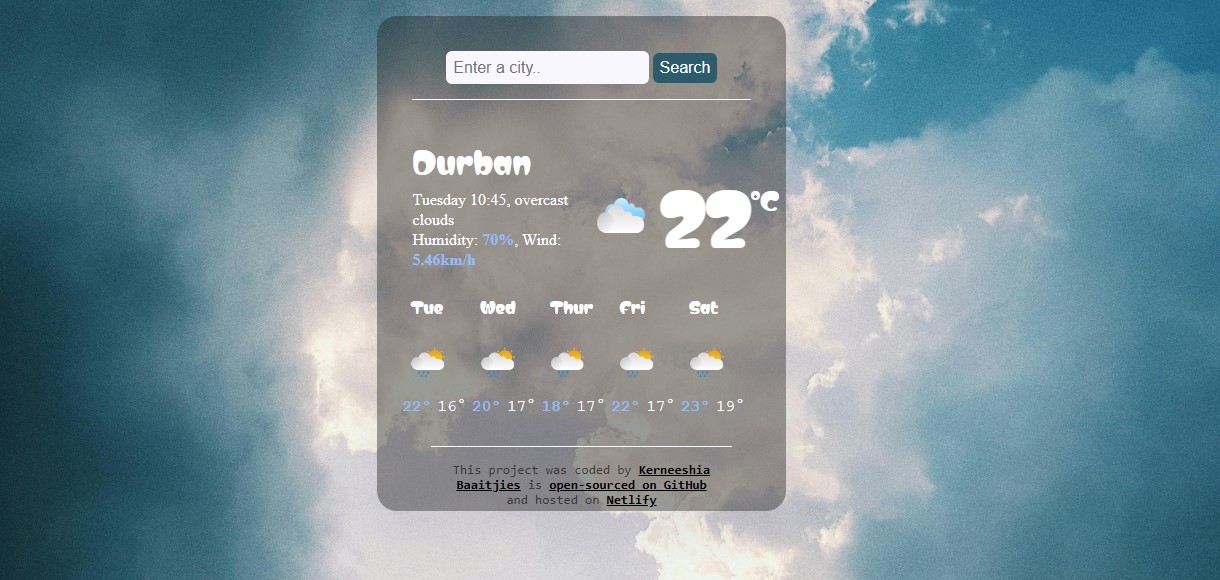 Enter a city.. Search
Durban
Tuesday 10:45, overcast
clouds
Humidity: 70%, Wind:
5.46km/h
22°C
Tue Wed Thur Fri Sat
22° 16° 20° 17° 18° 17° 22° 17° 23° 19°
This project was coded by Kerneeshia
Baaitjies is open-sourced on GitHub
and hosted on Netlify